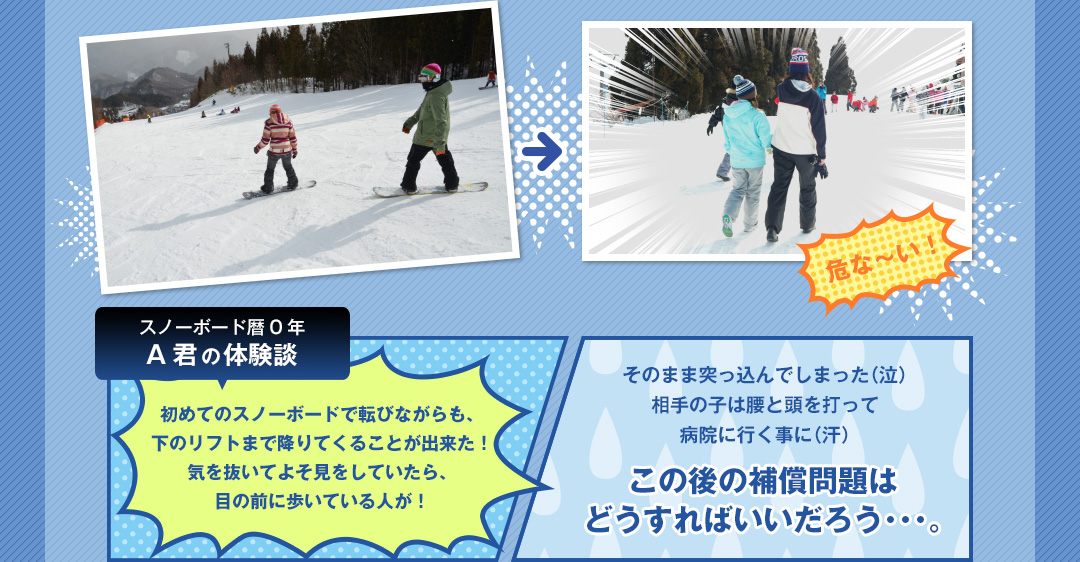 危な〜い！
スノーボード暦0年
A君の体験談
初めてのスノーボードで転びながらも、
下のリフトまで降りてくることが出来た！
気を抜いてよそ見をしていたら、
目の前に歩いている人が！
そのまま突っ込んでしまった（泣）
相手の子は腰と頭を打って
病院に行く事に（汗）
この後の補償問題は
どうすればいいだろう・・・。